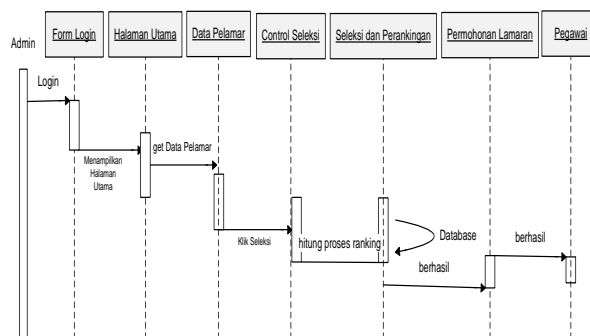 Admin
Form Login
Halaman Utama
Data Pelamar
Control Seleksi
Seleksi dan Perankingan
Permohonan Lamaran
Pegawai
Login
Menampilkan
Halaman
Utama
get Data Pelamar
Klik Seleksi
hitung proses ranking
Database
berhasil
berhasil